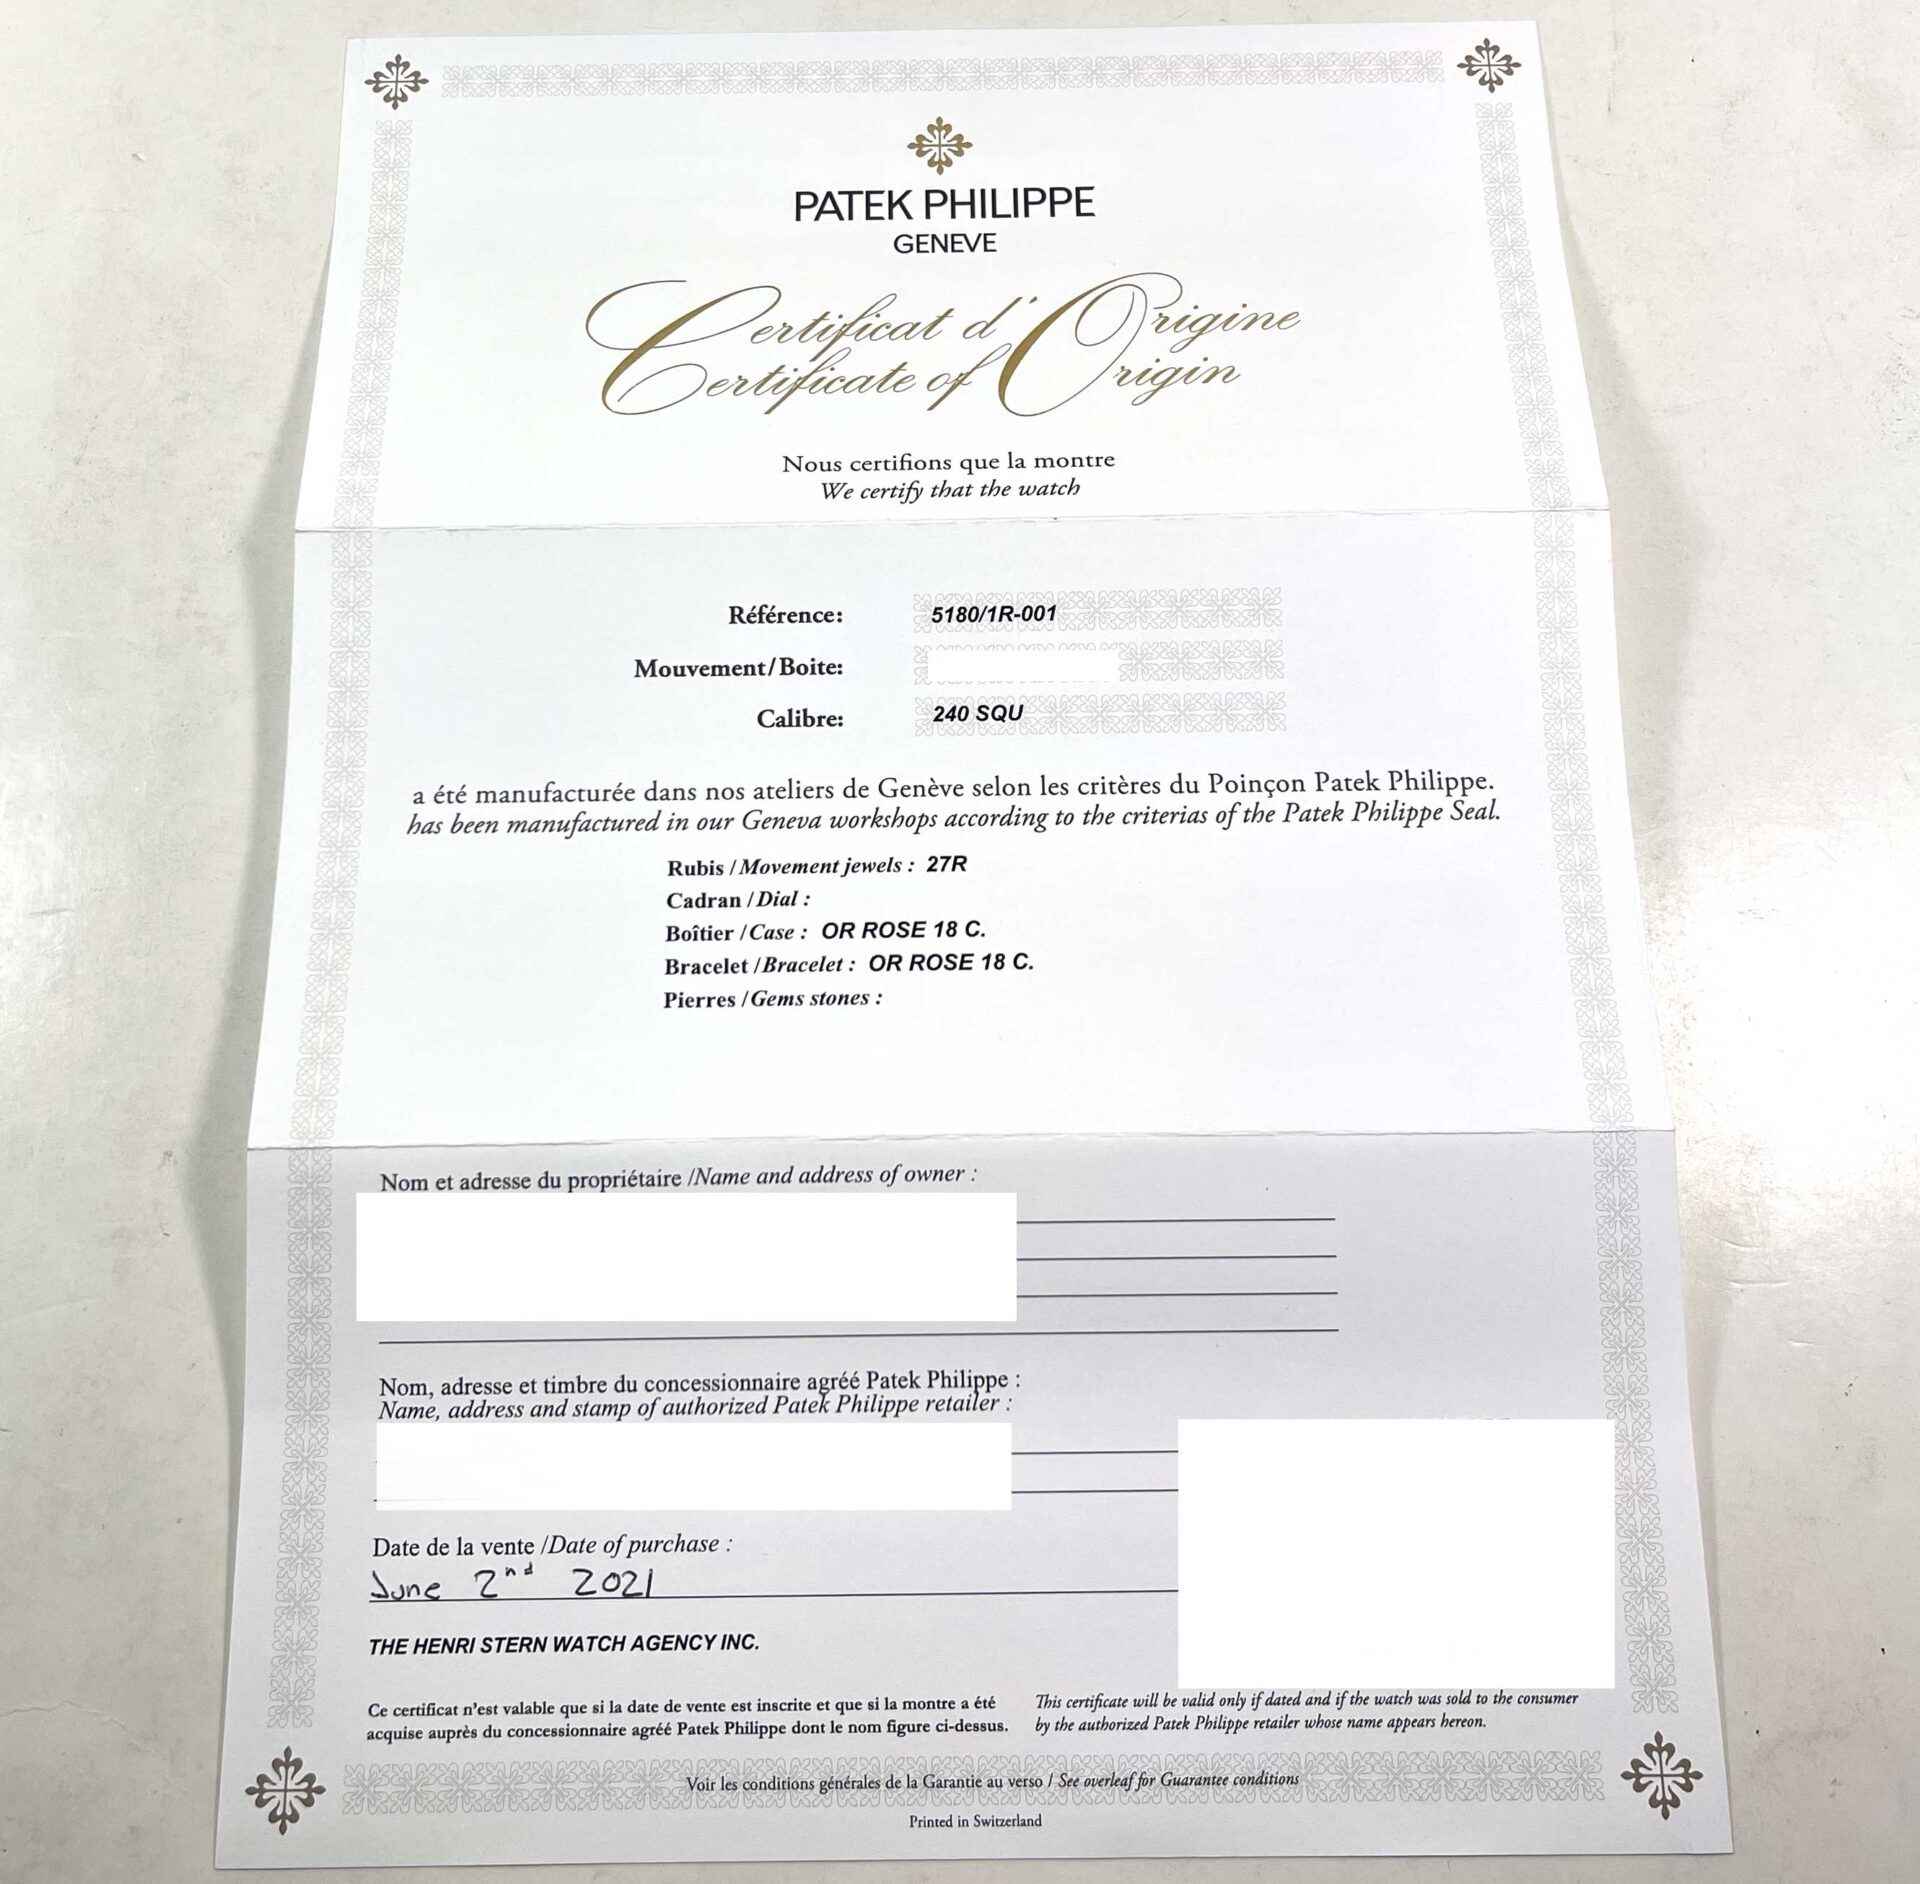 PATEK PHILIPPE
GENEVE
Certificat d'Origine
Certificate of Origin
Nous certifions que la montre
We certify that the watch
Référence: 5180/1R-001
Mouvement/Boite:
Calibre: 240 SQU
a été manufacturée dans nos ateliers de Genève selon les critères du Poinçon Patek Philippe.
has been manufactured in our Geneva workshops according to the criterias of the Patek Philippe Seal.
Rubis / Movement jewels : 27R
Cadran / Dial :
Boîtier / Case : OR ROSE 18 C.
Bracelet / Bracelet : OR ROSE 18 C.
Pierres / Gems stones :
Nom et adresse du propriétaire /Name and address of owner :
Nom, adresse et timbre du concessionnaire agréé Patek Philippe :
Name, address and stamp of authorized Patek Philippe retailer :
Date de la vente /Date of purchase :
June 2nd 2021
THE HENRI STERN WATCH AGENCY INC.
Ce certificat n'est valable que si la date de vente est inscrite et que si la montre a été
acquise auprès du concessionnaire agréé Patek Philippe dont le nom figure ci-dessus.
This certificate will be valid only if dated and if the watch was sold to the consumer
by the authorized Patek Philippe retailer whose name appears hereon.
Voir les conditions générales de la Garantie au verso / See overleaf for Guarantee conditions
Printed in Switzerland